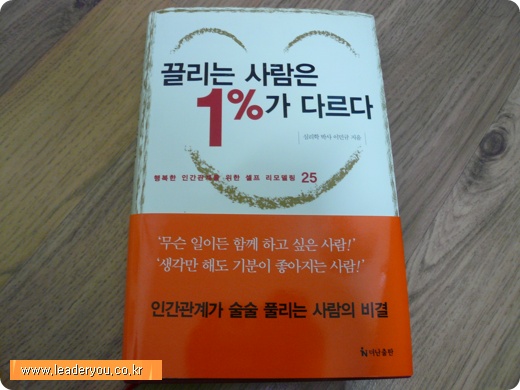 끌리는 사람은
1%가 다르다
심리학 박사 이민규 지음
행복한 인간관계를 위한 셀프 리모델링 25
'무슨 일이든 함께 하고 싶은 사람!'
'생각만 해도 기분이 좋아지는 사람!'
인간관계가 술술 풀리는 사람의 비결
더난출판
www.leaderyou.co.kr